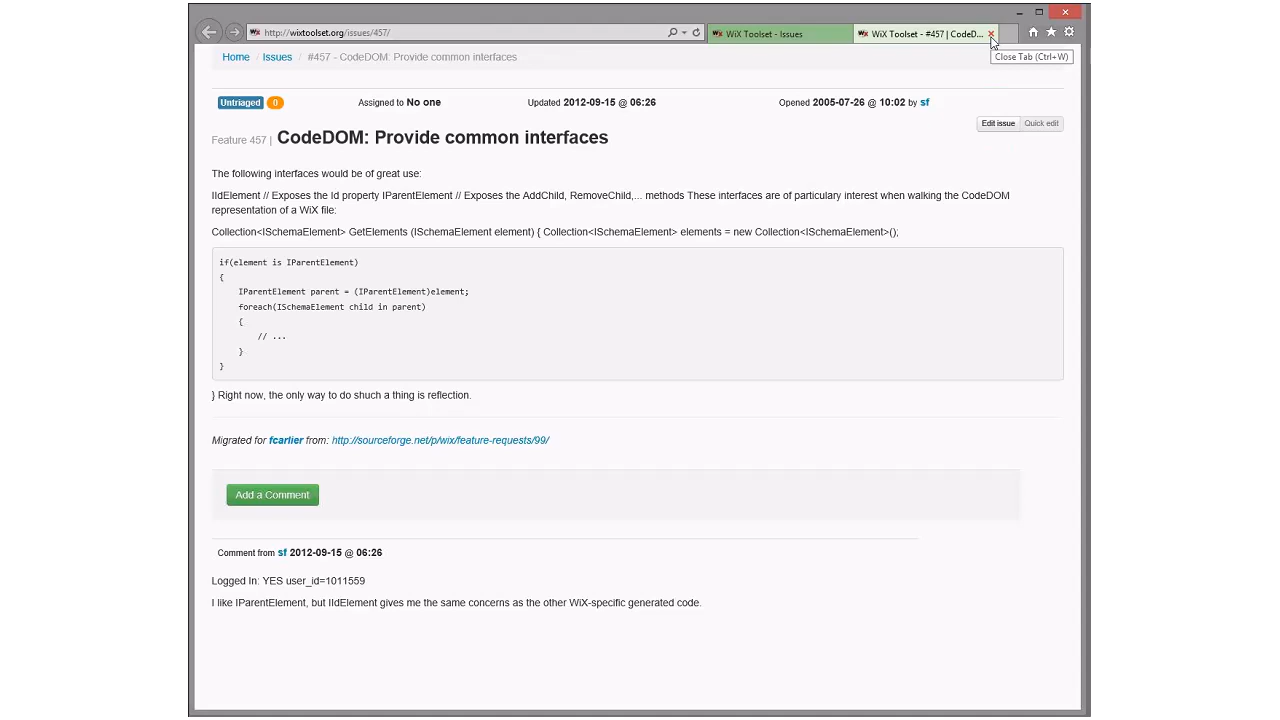 http://wixtoolset.org/issues/457/
WiX Toolset - Issues
WiX Toolset - #457 | CodeD...
Close Tab (Ctrl+W)
Home / Issues / #457 - CodeDOM: Provide common interfaces
Untriaged 0 Assigned to No one Updated 2012-09-15 @ 06:26 Opened 2005-07-26 @ 10:02 by sf
Edit issue Quick edit
Feature 457 | CodeDOM: Provide common interfaces
The following interfaces would be of great use:
IIdElement // Exposes the Id property IParentElement // Exposes the AddChild, RemoveChild,... methods These interfaces are of particulary interest when walking the CodeDOM
representation of a WiX file:
Collection<ISchemaElement> GetElements (ISchemaElement element) { Collection<ISchemaElement> elements = new Collection<ISchemaElement>();
if(element is IParentElement)
{
IParentElement parent = (IParentElement)element;
foreach(ISchemaElement child in parent)
{
// ...
}
}
} Right now, the only way to do shuch a thing is reflection.
Migrated for fcarlier from: http://sourceforge.net/p/wix/feature-requests/99/
Add a Comment
Comment from sf 2012-09-15 @ 06:26
Logged In: YES user_id=1011559
I like IParentElement, but IIdElement gives me the same concerns as the other WiX-specific generated code.